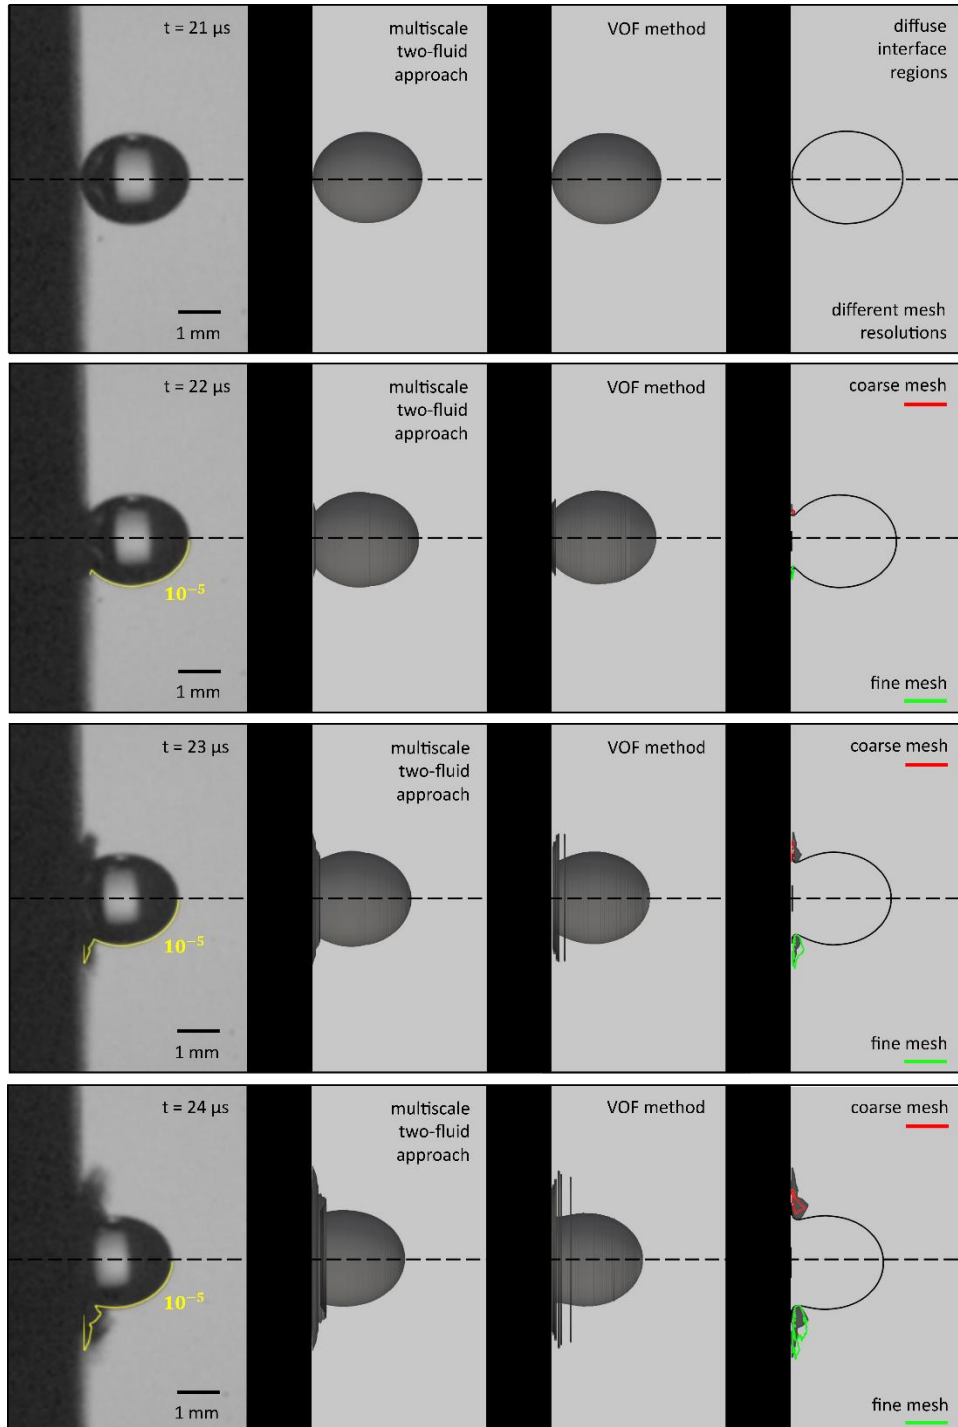 t = 21 µs
multiscale
two-fluid
approach
VOF method
diffuse
interface
regions
1 mm
different mesh
resolutions
t = 22 µs
multiscale
two-fluid
approach
VOF method
coarse mesh
10⁻⁵
1 mm
fine mesh
t = 23 µs
multiscale
two-fluid
approach
VOF method
coarse mesh
10⁻⁵
1 mm
fine mesh
t = 24 µs
multiscale
two-fluid
approach
VOF method
coarse mesh
10⁻⁵
1 mm
fine mesh